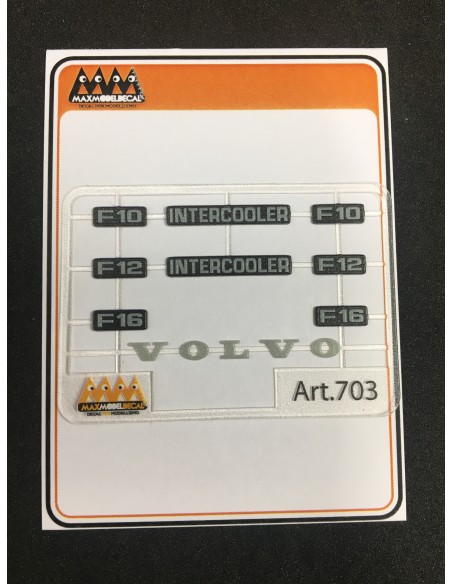 MAXMODELDECAL
F10 INTERCOOLER F10
F12 INTERCOOLER F12
F16 F16
VOLVO
MAXMODELDECAL
Art.703